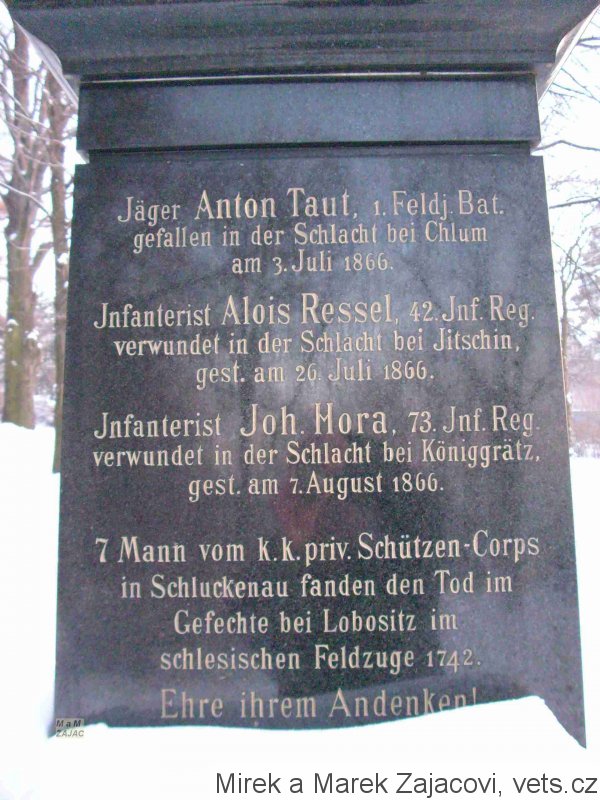 Jäger Anton Taut, 1. Feldj. Bat.
gefallen in der Schlacht bei Chlum
am 3. Juli 1866.
Jnfanterist Alois Ressel, 42. Jnf. Reg.
verwundet in der Schlacht bei Jitschin,
gest. am 26. Juli 1866.
Jnfanterist Joh. Hora, 73. Jnf. Reg.
verwundet in der Schlacht bei Königgrätz,
gest. am 7. August 1866.
7 Mann vom k. k. priv. Schützen-Corps
in Schluckenau fanden den Tod im
Gefechte bei Lobositz im
schlesischen Feldzuge 1742.
Ehre ihrem Andenken!
M a M
ZAJAC
Mirek a Marek Zajacovi, vets.cz